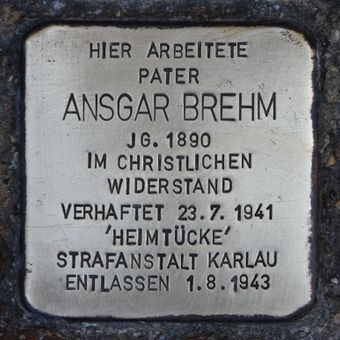 HIER ARBEITETE
PATER
ANSGAR BREHM
JG. 1890
IM CHRISTLICHEN
WIDERSTAND
VERHAFTET 23.7. 1941
'HEIMTÜCKE'
STRAFANSTALT KARLAU
ENTLASSEN 1.8.1943